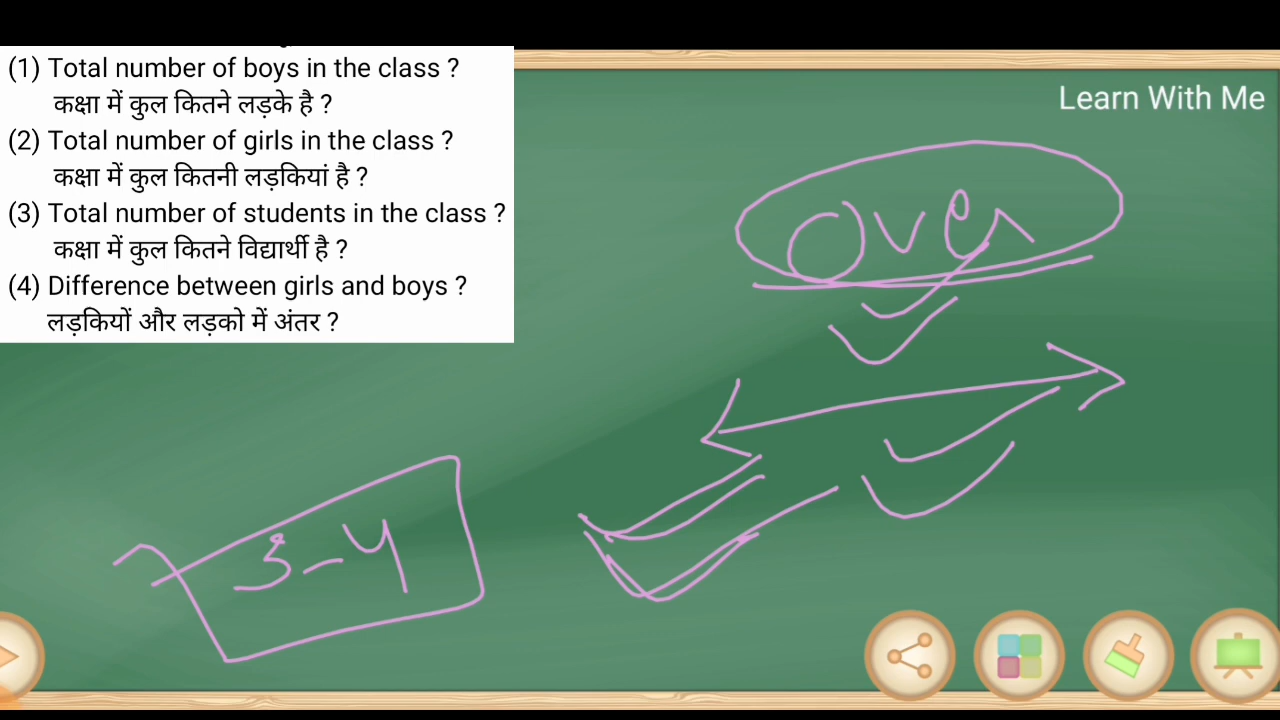 (1) Total number of boys in the class ?
कक्षा में कुल कितने लड़के है ?
(2) Total number of girls in the class ?
कक्षा में कुल कितनी लड़कियां है ?
(3) Total number of students in the class ?
कक्षा में कुल कितने विद्यार्थी है ?
(4) Difference between girls and boys ?
लड़कियों और लड़को में अंतर ?
Learn With Me
Over
3-4